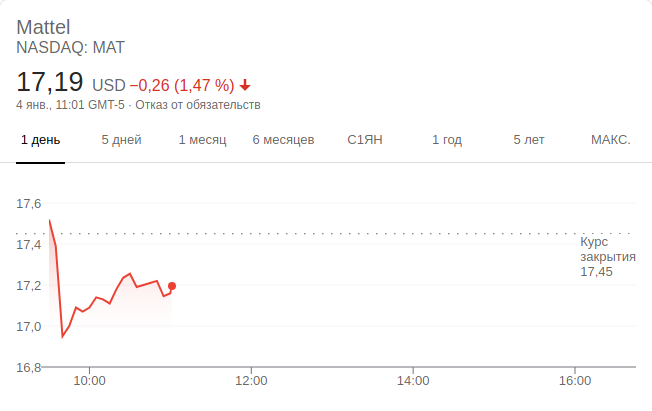 Mattel
NASDAQ: MAT
17,19 USD −0,26 (1,47 %)
4 янв., 11:01 GMT-5 · Отказ от обязательств
1 день 5 дней 1 месяц 6 месяцев С1ЯН 1 год 5 лет МАКС.
17,6
17,4
17,2
17,0
16,8
Курс
закрытия
17,45
10:00 12:00 14:00 16:00